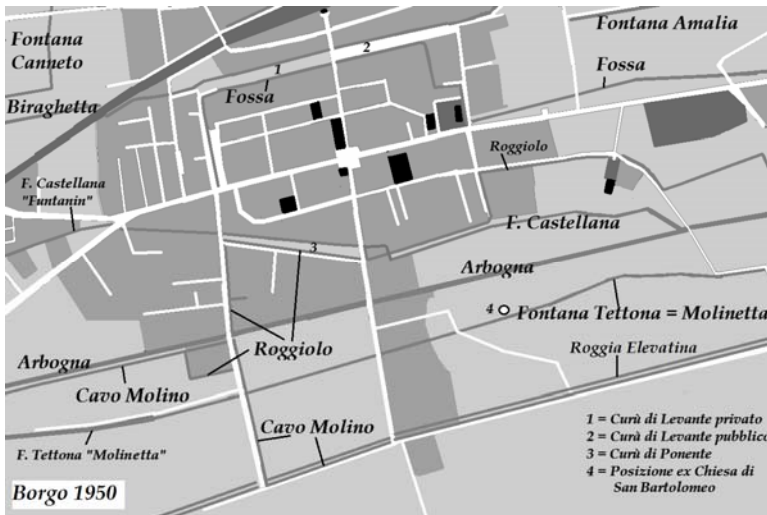 Fontana
Canneto
Fontana Amalia
Biraghetta
1
2
Fossa
Fossa
Roggiolo
F. Castellana
"Funtanin"
F. Castellana
3
Arbogna
4
Fontana Tettona = Molinetta
Arbogna
Roggiolo
Roggia Elevatina
Cavo Molino
Cavo Molino
F. Tettona "Molinetta"
1 = Curù di Levante privato
2 = Curù di Levante pubblico
3 = Curù di Ponente
4 = Posizione ex Chiesa di
San Bartolomeo
Borgo 1950